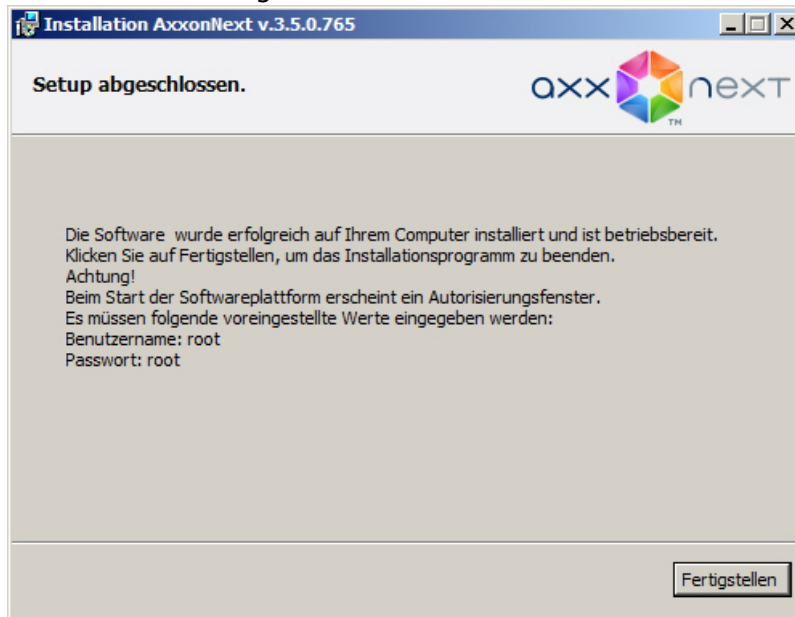 Installation AxxonNext v.3.5.0.765
Setup abgeschlossen.
axx next
TM
Die Software wurde erfolgreich auf Ihrem Computer installiert und ist betriebsbereit.
Klicken Sie auf Fertigstellen, um das Installationsprogramm zu beenden.
Achtung!
Beim Start der Softwareplattform erscheint ein Autorisierungsfenster.
Es müssen folgende voreingestellte Werte eingegeben werden:
Benutzername: root
Passwort: root
Fertigstellen